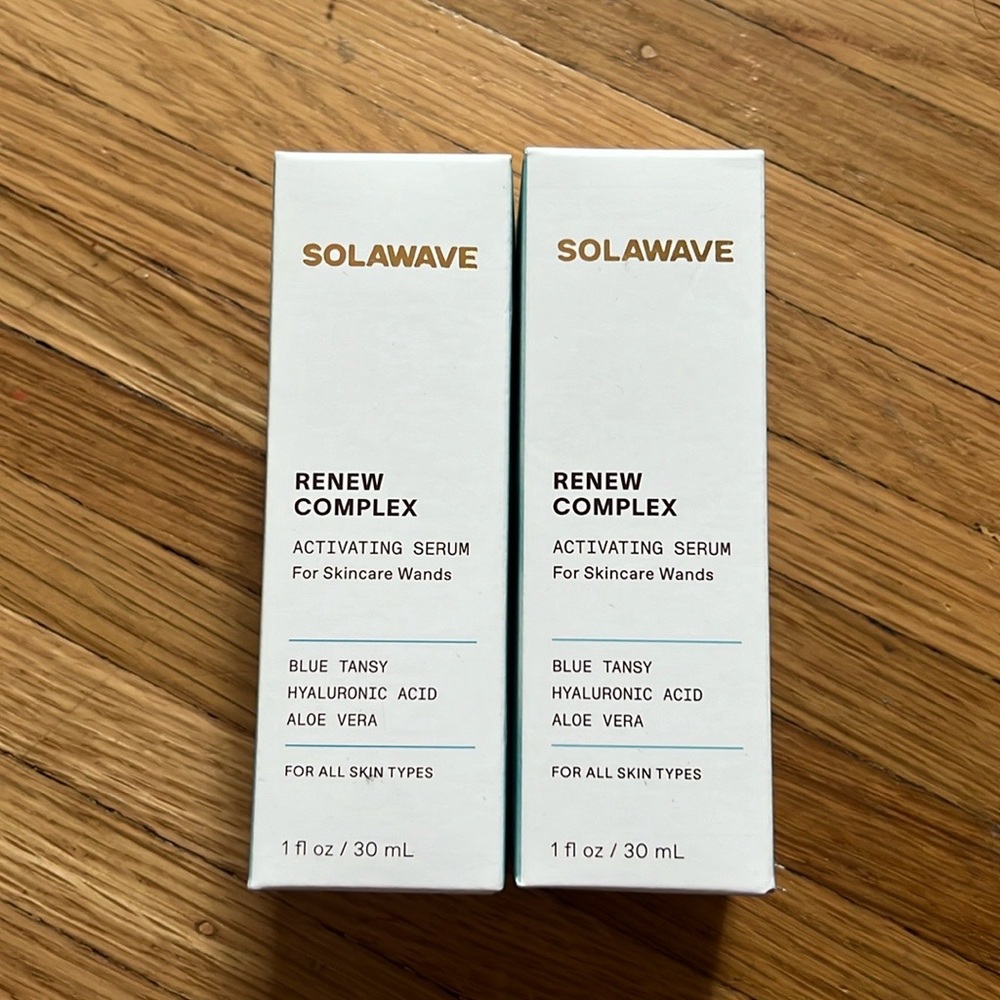 SOLAWAVE
RENEW
COMPLEX
ACTIVATING SERUM
For Skincare Wands
BLUE TANSY
HYALURONIC ACID
ALOE VERA
FOR ALL SKIN TYPES
1 fl oz / 30 mL
SOLAWAVE
RENEW
COMPLEX
ACTIVATING SERUM
For Skincare Wands
BLUE TANSY
HYALURONIC ACID
ALOE VERA
FOR ALL SKIN TYPES
1 fl oz / 30 mL